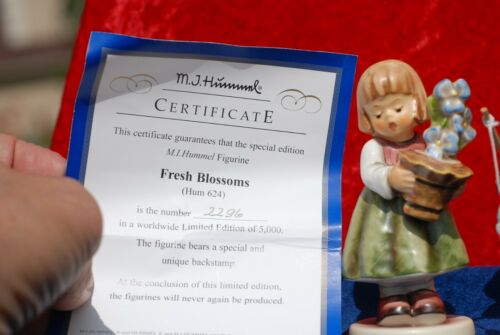 M.J.Hummel®
CERTIFICATE
This certificate guarantees that the special edition
M.I.Hummel Figurine
Fresh Blossoms
(Hum 624)
is the number 2296
in a worldwide Limited Edition of 5,000.
The figurine bears a special and
unique backstamp.
At the conclusion of this limited edition,
the figurines will never again be produced.